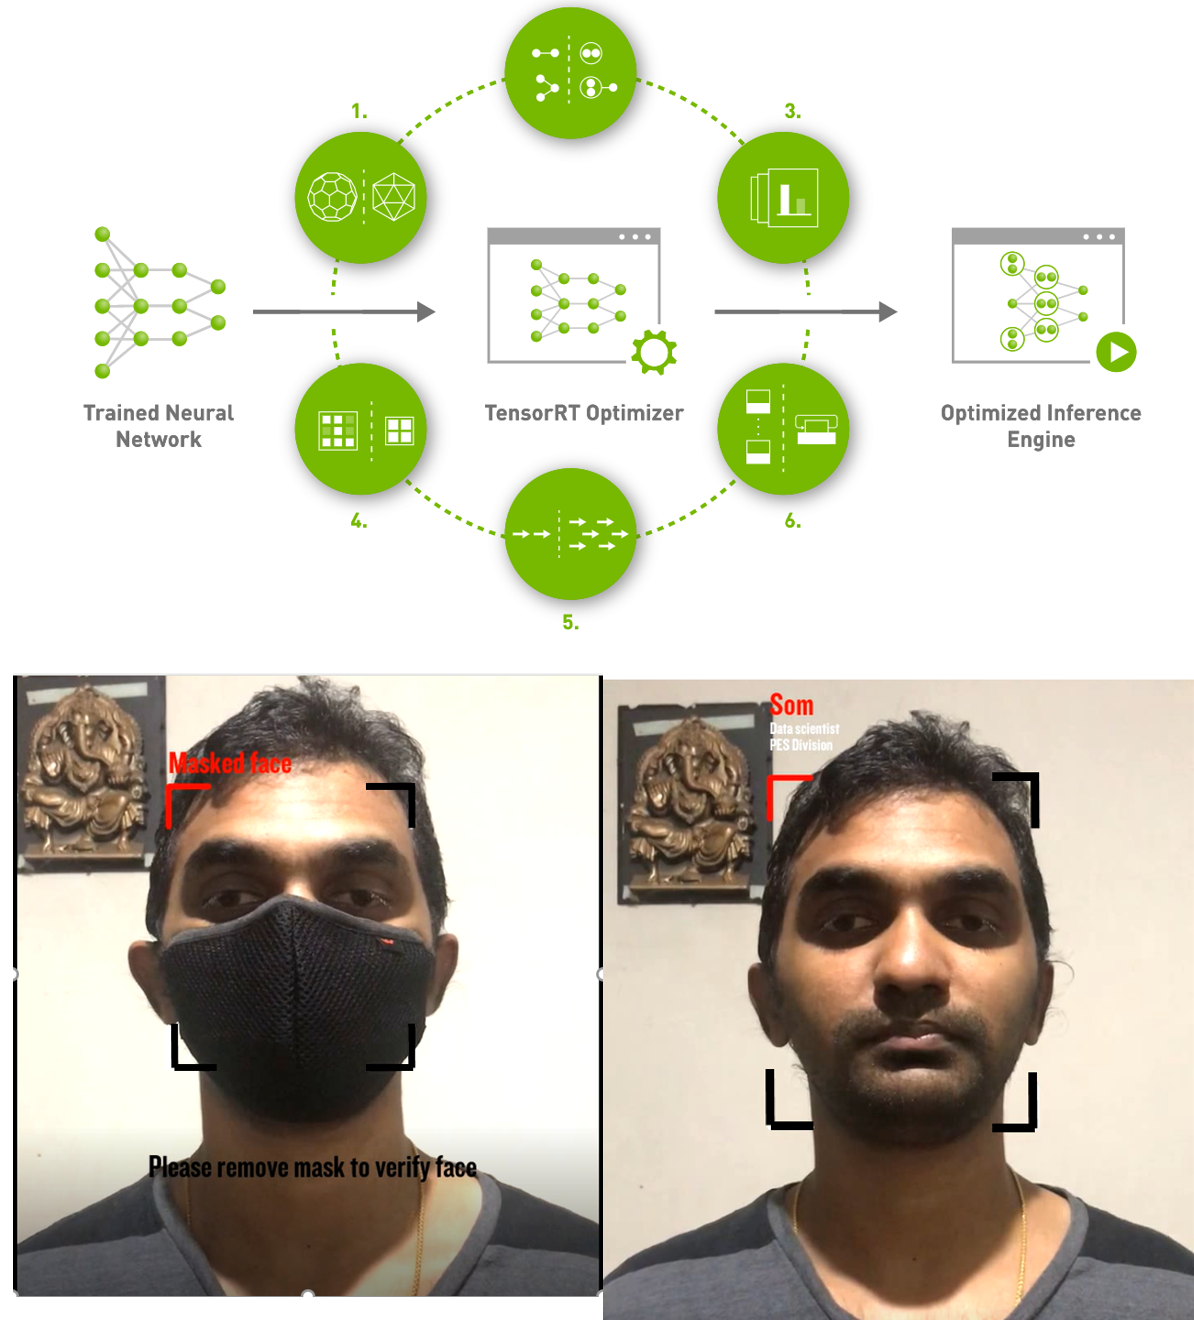 1.
3.
Trained Neural
Network
TensorRT Optimizer
Optimized Inference
Engine
4.
6.
5.
Masked face
Please remove mask to verify face
Som
Data scientist
PES Division